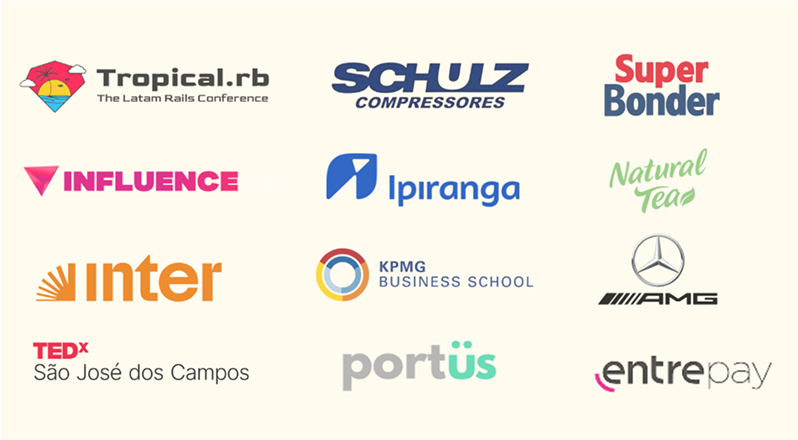 Tropical.rb
The Latam Rails Conference
SCHULZ
COMPRESSORES
Super
Bonder
INFLUENCE
Ipiranga
Natural
Tea
inter
KPMG
BUSINESS SCHOOL
AMG
TEDx
São José dos Campos
portüs
entrepay